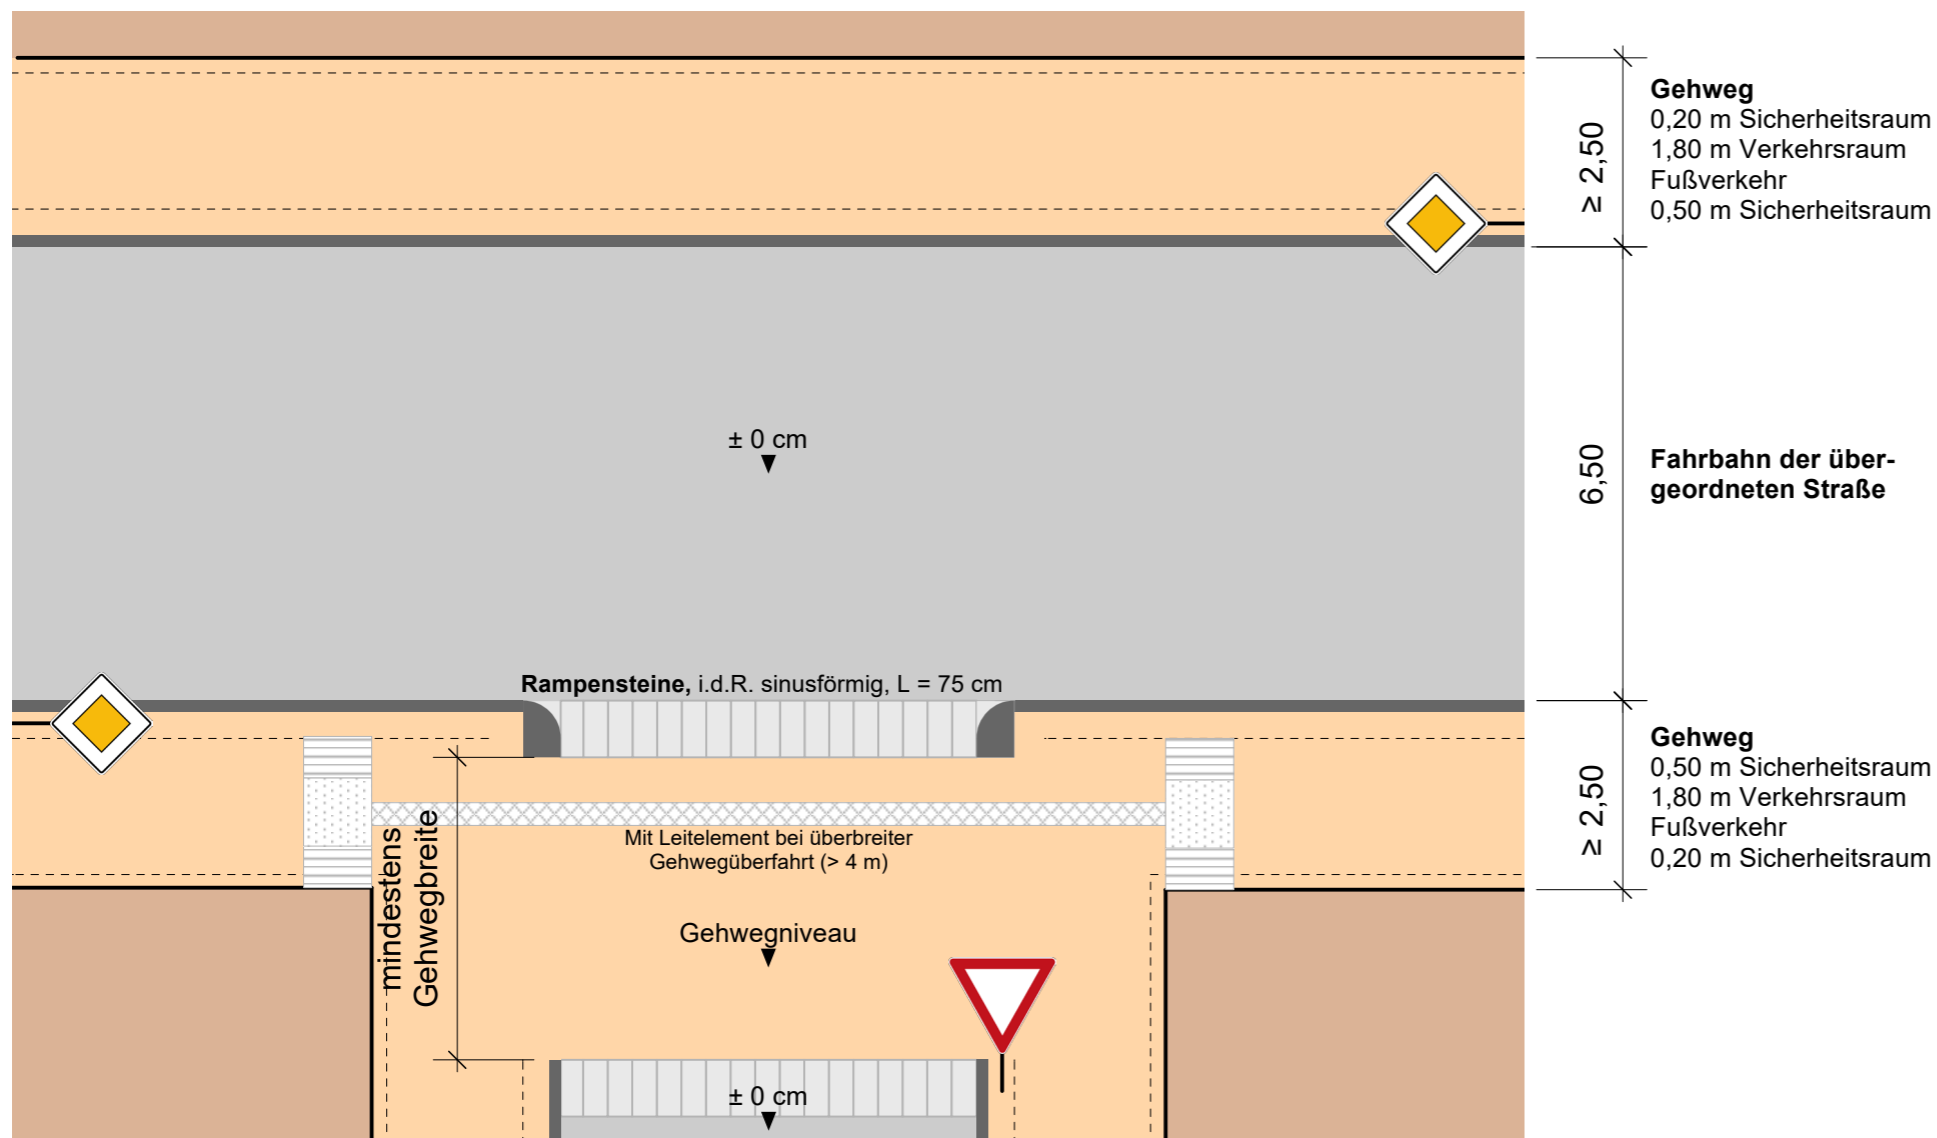 ≥ 2,50
Gehweg
0,20 m Sicherheitsraum
1,80 m Verkehrsraum
Fußverkehr
0,50 m Sicherheitsraum
± 0 cm
6,50
Fahrbahn der über-
geordneten Straße
Rampensteine, i.d.R. sinusförmig, L = 75 cm
≥ 2,50
Gehweg
0,50 m Sicherheitsraum
1,80 m Verkehrsraum
Fußverkehr
0,20 m Sicherheitsraum
mindestens
Gehwegbreite
Mit Leitelement bei überbreiter
Gehwegüberfahrt (> 4 m)
Gehwegniveau
± 0 cm